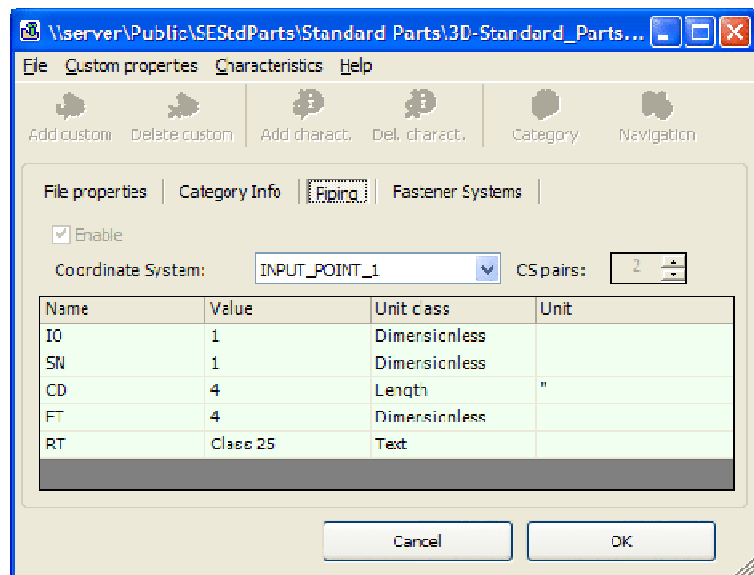 \\server\Public\SEStdParts\Standard Parts\3D-Standard_Parts...
File Custom properties Characteristics Help
Add custom Delete custom Add charact. Del. charact. Category Navigation
File properties Category Info Piping Fastener Systems
Enable
Coordinate System: INPUT_POINT_1 CS pairs: 2
Name Value Unit class Unit
IO 1 Dimensionless
SN 1 Dimensionless
CD 4 Length "
ET 4 Dimensionless
RT Class 25 Text
Cancel OK